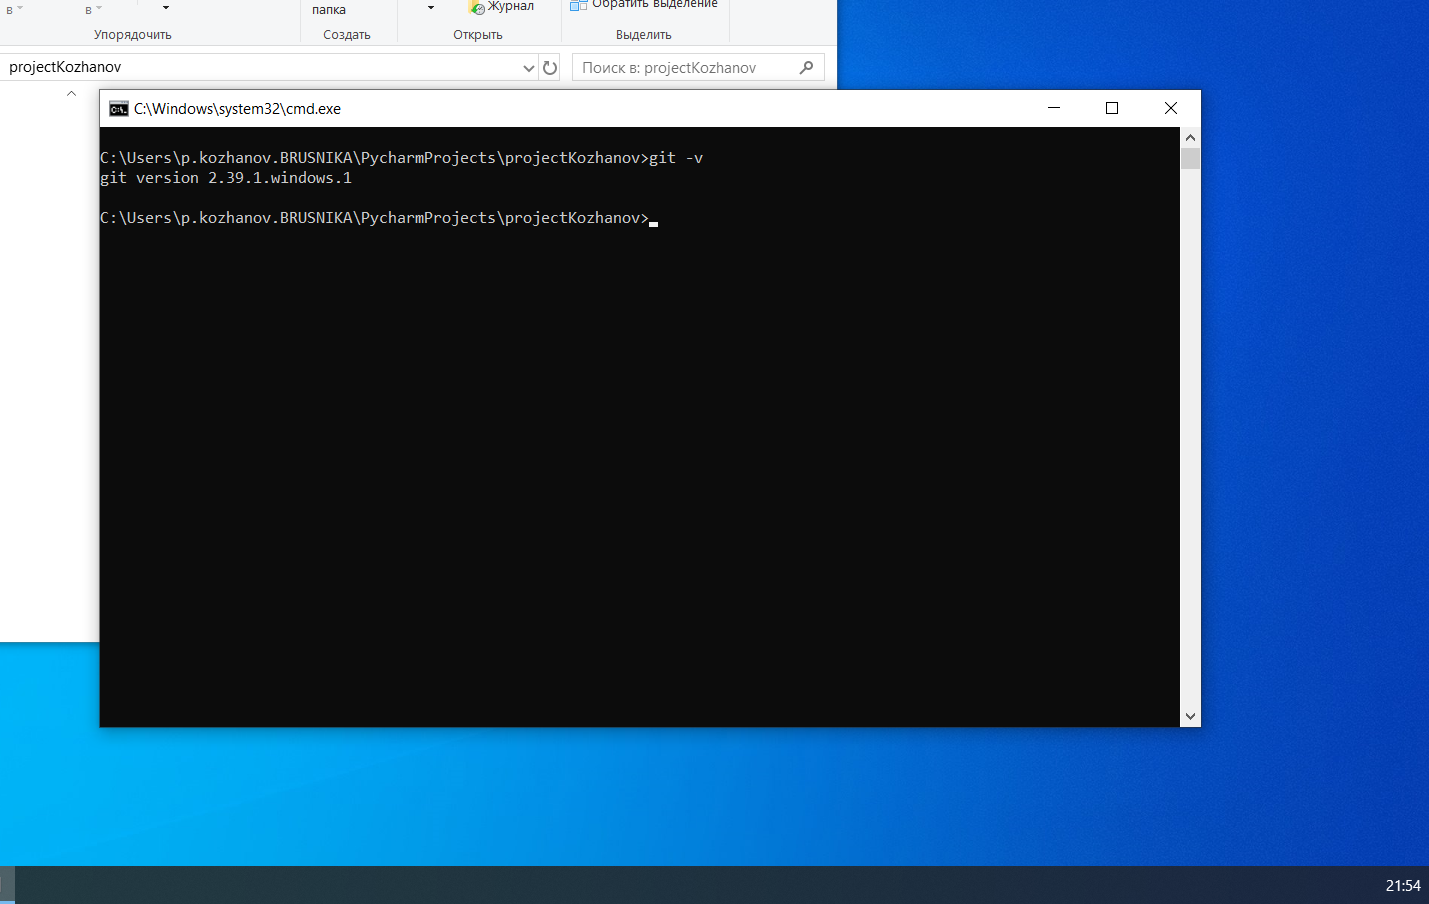 в в папка Журнал Обратить выделение
Упорядочить Создать Открыть Выделить
projectKozhanov Поиск в: projectKozhanov
C:\Windows\system32\cmd.exe
C:\Users\p.kozhanov.BRUSNIKA\PycharmProjects\projectKozhanov>git -v
git version 2.39.1.windows.1
C:\Users\p.kozhanov.BRUSNIKA\PycharmProjects\projectKozhanov>
21:54